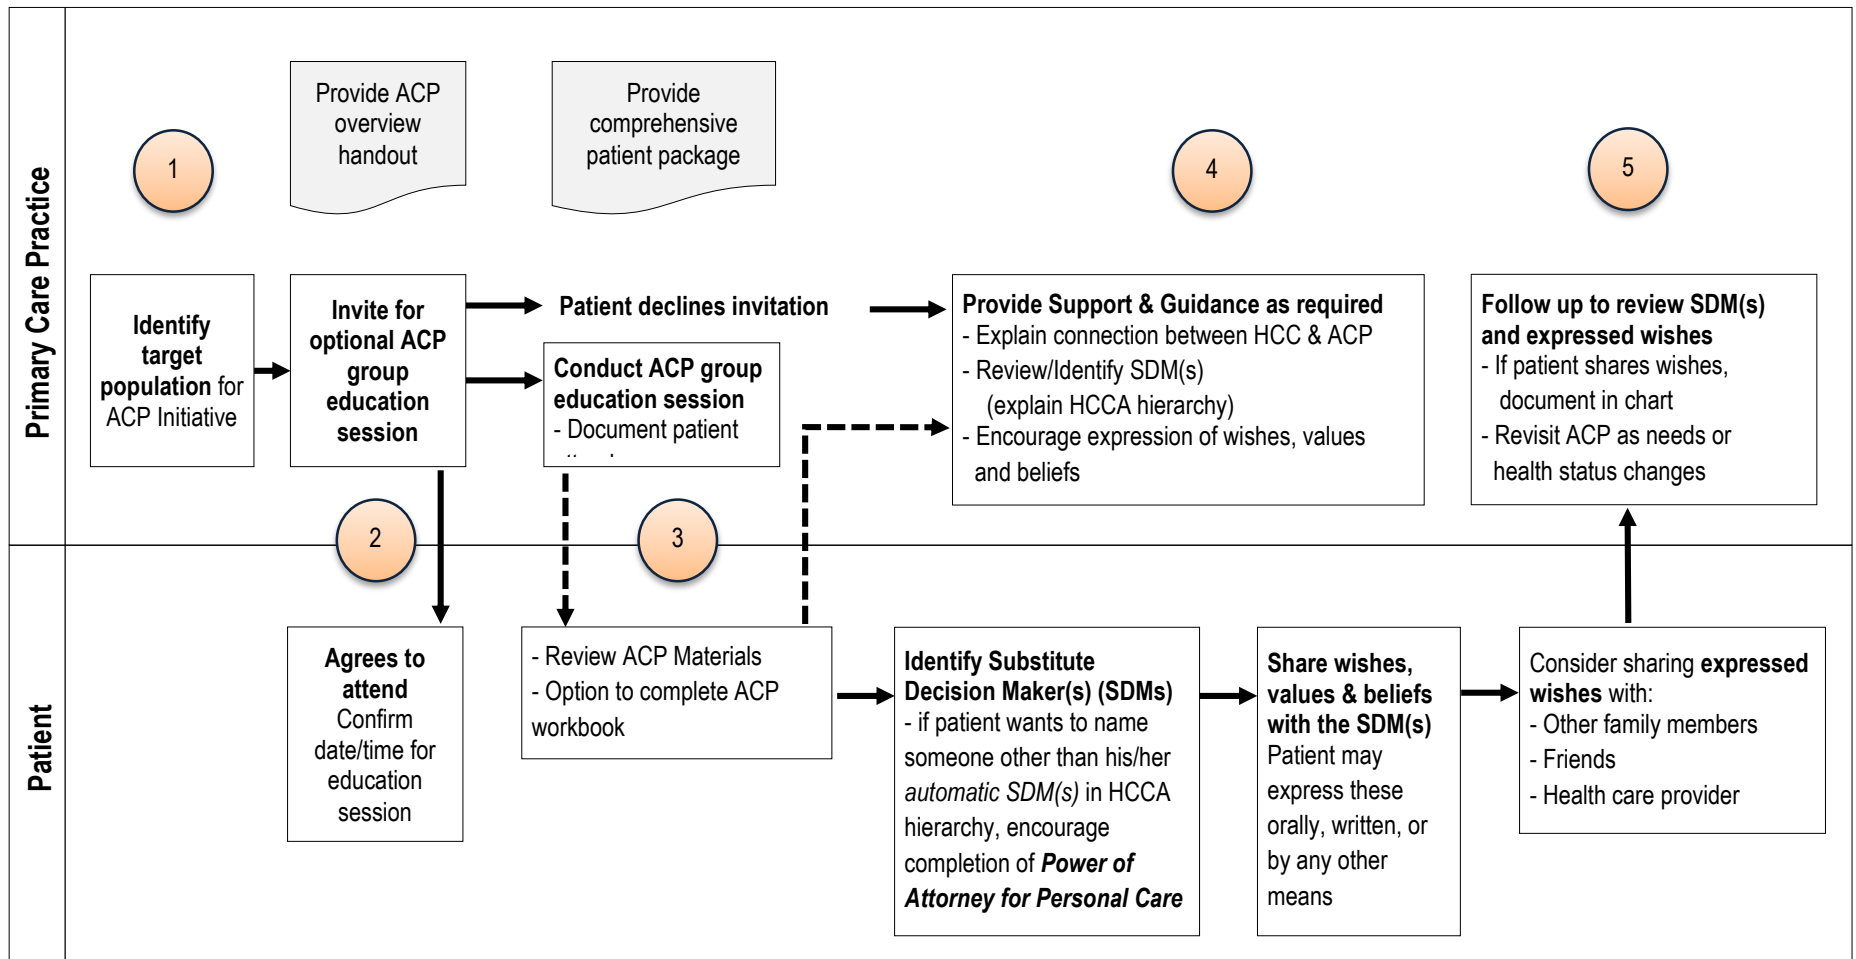 Primary Care Practice
Provide ACP
overview
handout
Provide
comprehensive
patient package
1
4
5
Identify
target
population for
ACP Initiative
Invite for
optional ACP
group
education
session
Patient declines invitation
Conduct ACP group
education session
- Document patient
Provide Support & Guidance as required
- Explain connection between HCC & ACP
- Review/Identify SDM(s)
(explain HCCA hierarchy)
- Encourage expression of wishes, values
and beliefs
Follow up to review SDM(s)
and expressed wishes
- If patient shares wishes,
document in chart
- Revisit ACP as needs or
health status changes
2
3
Patient
Agrees to
attend
Confirm
date/time for
education
session
- Review ACP Materials
- Option to complete ACP
workbook
Identify Substitute
Decision Maker(s) (SDMs)
- if patient wants to name
someone other than his/her
automatic SDM(s) in HCCA
hierarchy, encourage
completion of Power of
Attorney for Personal Care
Share wishes,
values & beliefs
with the SDM(s)
Patient may
express these
orally, written, or
by any other
means
Consider sharing expressed
wishes with:
- Other family members
- Friends
- Health care provider